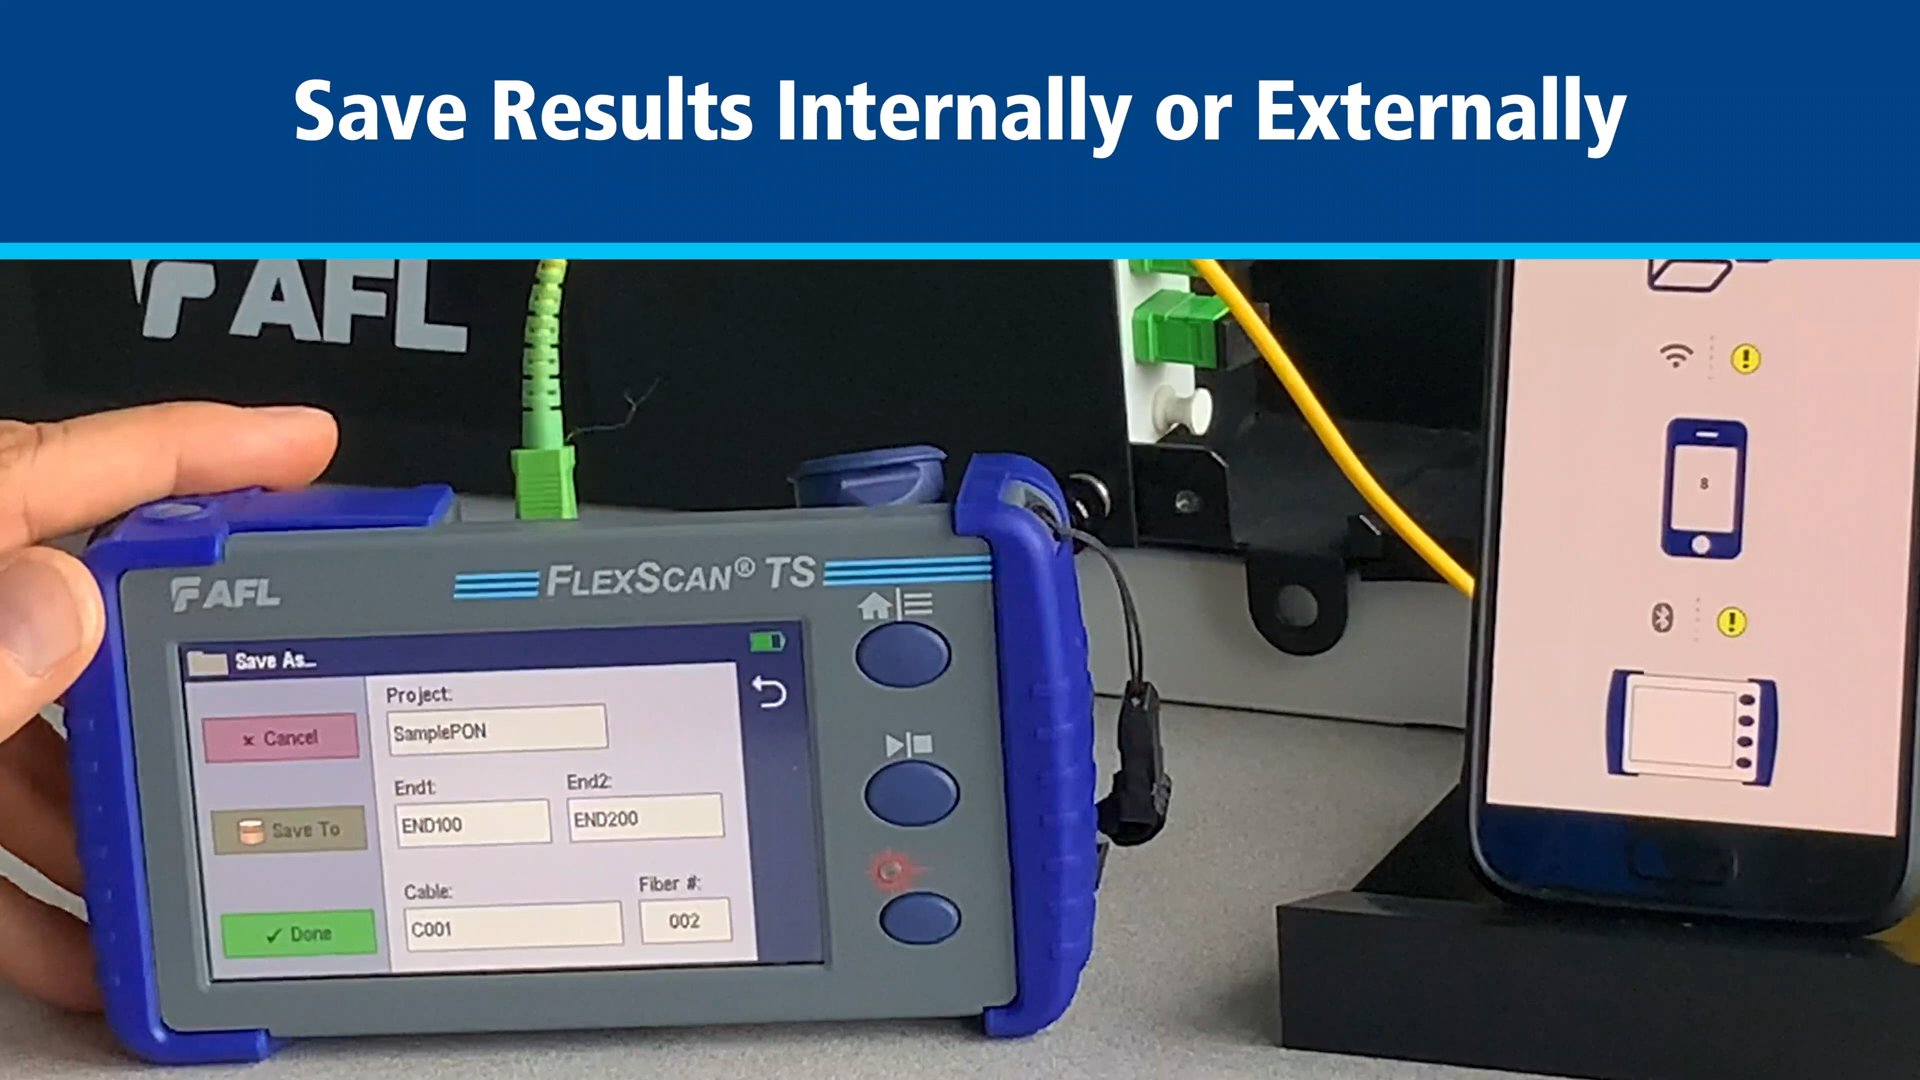 Save Results Internally or Externally
AFL
AFL
FLEXSCAN® TS
Save As...
Project:
× Cancel
SamplePON
End1:
End2:
END100
END200
Save To
Cable:
Fiber #:
C001
002
✓ Done
8